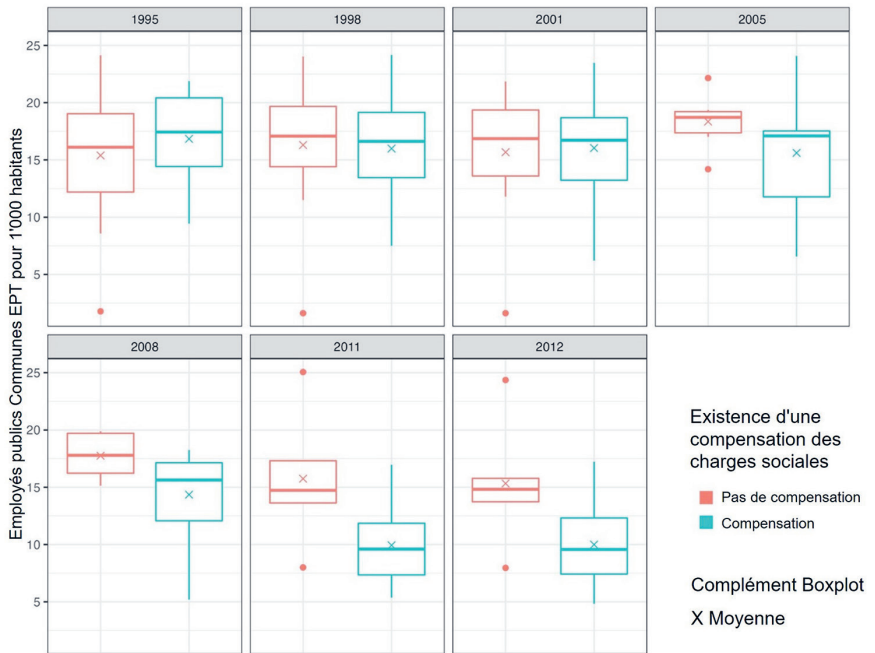 1995
1998
2001
2005
25
20
15
10
5
2008
2011
2012
25
20
15
10
5
Employés publics Communes EPT pour 1'000 habitants
Existence d'une
compensation des
charges sociales
Pas de compensation
Compensation
Complément Boxplot
X Moyenne